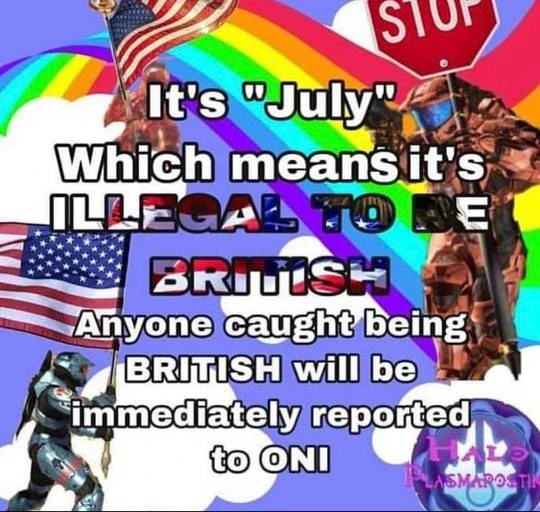 STOP
It's "July"
Which means it's
ILLEGAL TO BE
BRITISH
Anyone caught being
BRITISH will be
immediately reported
to ONI
HALO
PLASMAPOSTIN